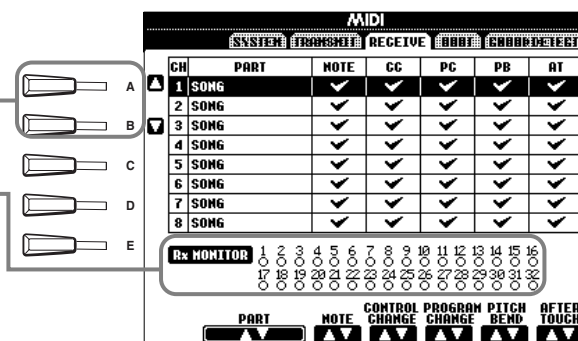 MIDI
SYSTEM TRANSMIT RECEIVE ROOT CHORD DETECT
CH PART NOTE CC PC PB AT
1 SONG
2 SONG
3 SONG
4 SONG
5 SONG
6 SONG
7 SONG
8 SONG
A
B
C
D
E
Rx MONITOR 1 2 3 4 5 6 7 8 9 10 11 12 13 14 15 16
17 18 19 20 21 22 23 24 25 26 27 28 29 30 31 32
PART NOTE CONTROL CHANGE PROGRAM CHANGE PITCH BEND AFTER TOUCH